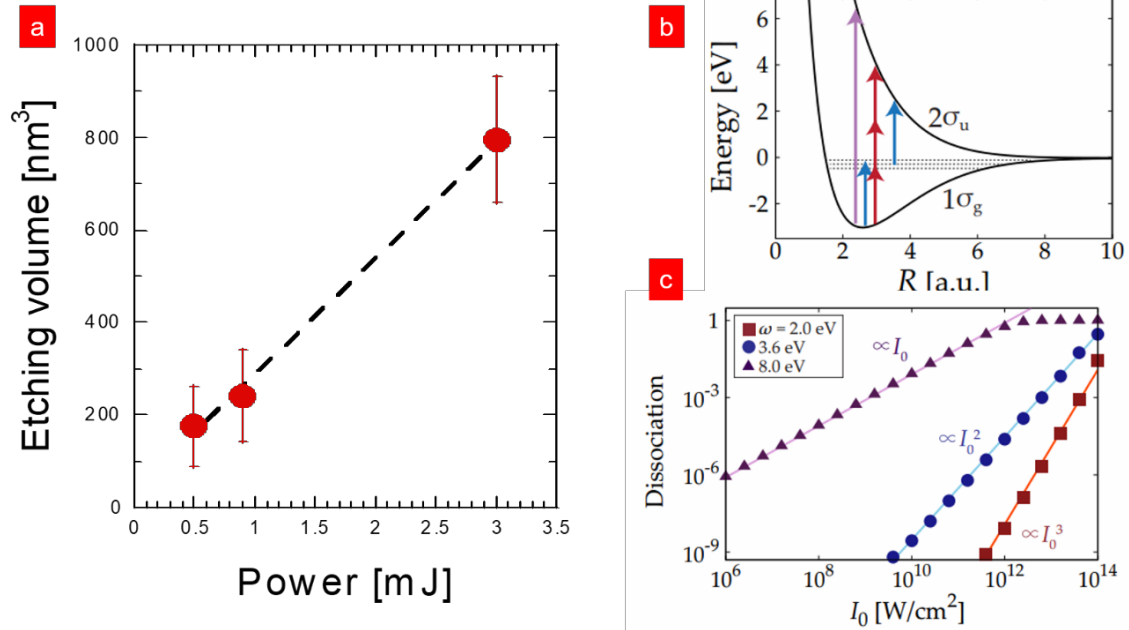 a
Etching volume [nm³]
1000
800
600
400
200
0
0
0.5
1
1.5
2
2.5
3
3.5
Power [mJ]
b
Energy [eV]
6
4
2
0
-2
2σᵤ
1σg
0
2
4
6
8
10
R [a.u.]
c
Dissociation
1
10⁻³
10⁻⁶
10⁻⁹
ω = 2.0 eV
3.6 eV
8.0 eV
∝I₀
∝I₀²
∝I₀³
10⁶
10⁸
10¹⁰
10¹²
10¹⁴
I₀ [W/cm²]